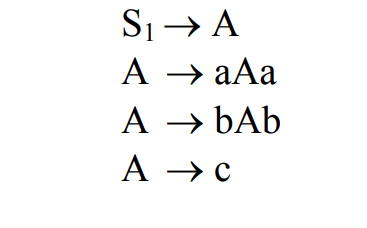 S₁ → A
A → aAa
A → bAb
A → c